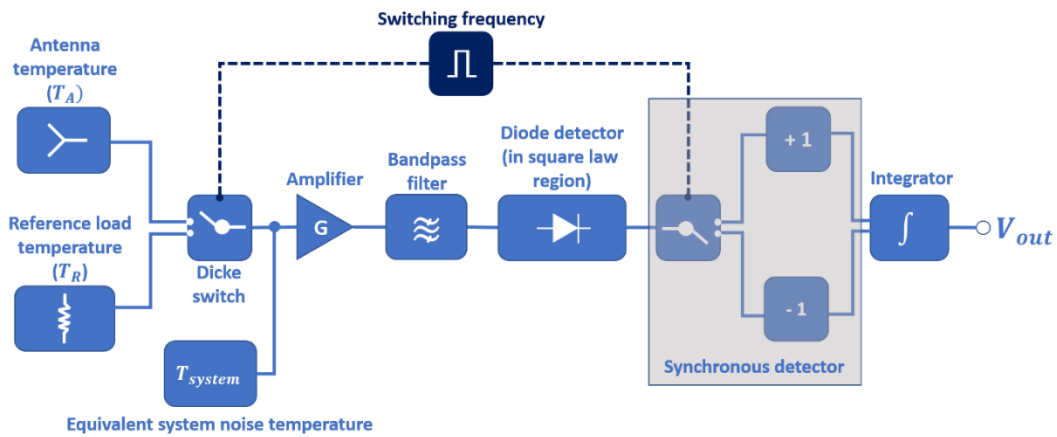 Switching frequency
Antenna
temperature
(T_A)
Reference load
temperature
(T_R)
Dicke
switch
Amplifier
G
Bandpass
filter
Diode detector
(in square law
region)
+ 1
- 1
Synchronous detector
Integrator
∫
V_out
T_system
Equivalent system noise temperature